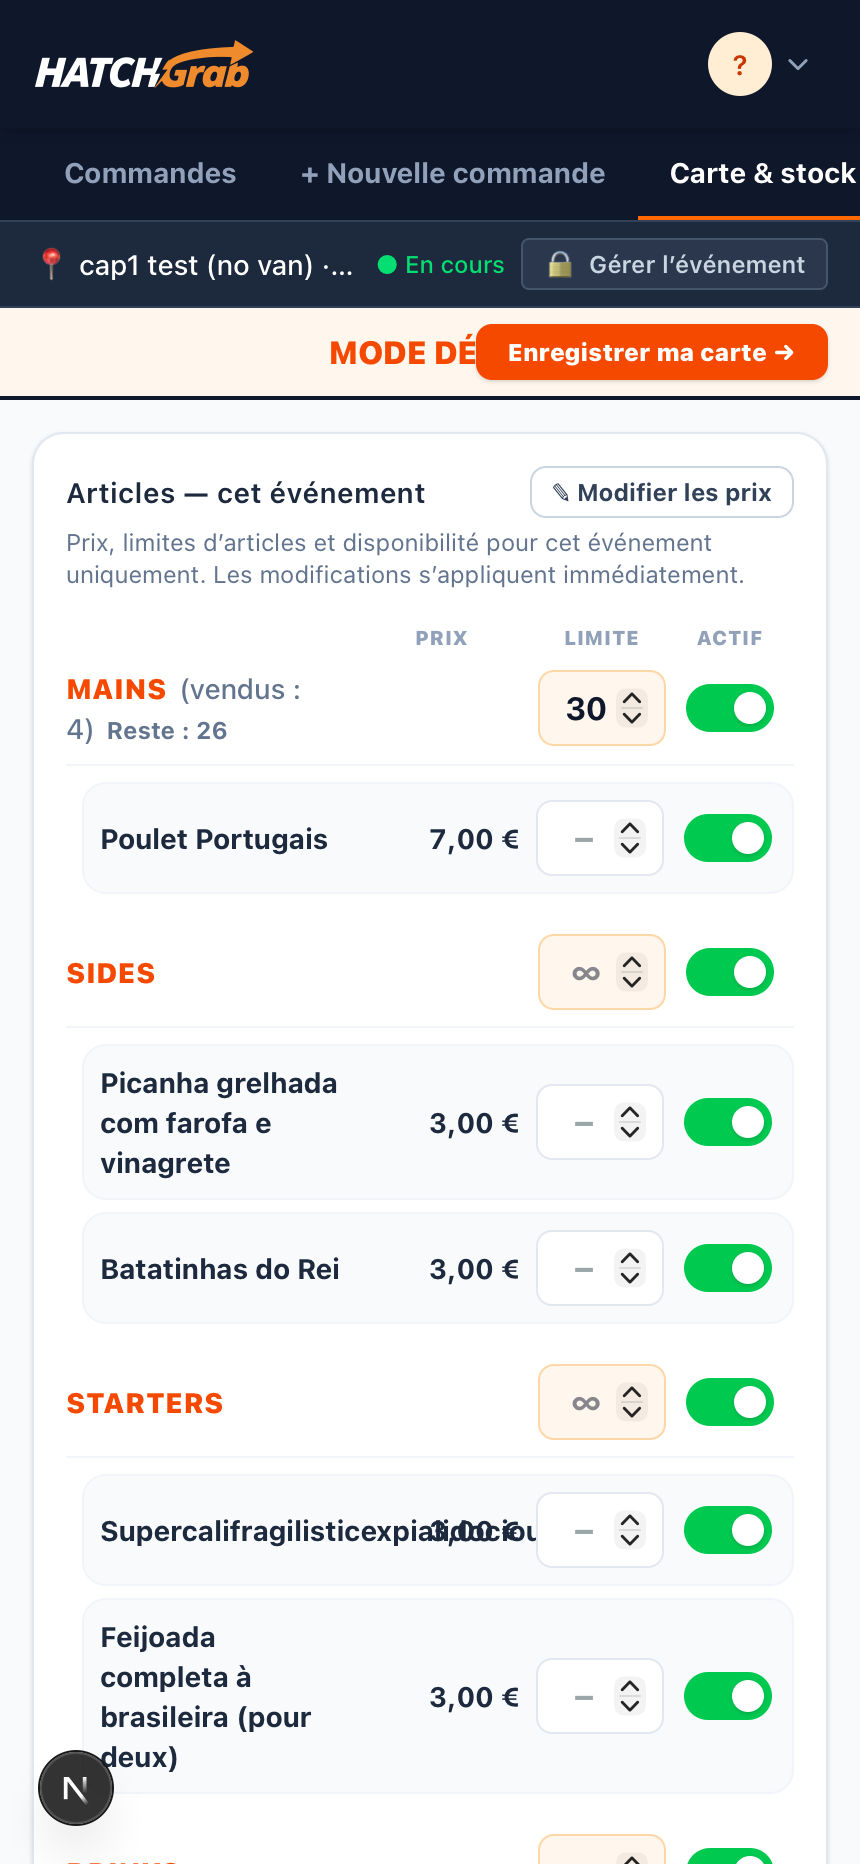 HATCHGrab
?
Commandes
+ Nouvelle commande
Carte & stock
📍 cap1 test (no van) ·...
En cours
🔒 Gérer l’événement
MODE DÉ
Enregistrer ma carte →
Articles — cet événement
✎ Modifier les prix
Prix, limites d’articles et disponibilité pour cet événement
uniquement. Les modifications s’appliquent immédiatement.
PRIX LIMITE ACTIF
MAINS (vendus :
4) Reste : 26
30
Poulet Portugais 7,00 € –
SIDES ∞
Picanha grelhada
com farofa e
vinagrete
3,00 € –
Batatinhas do Rei 3,00 € –
STARTERS ∞
Supercalifragilisticexpialidociou 3,00 € –
Feijoada
completa à
brasileira (pour
deux)
3,00 € –
N